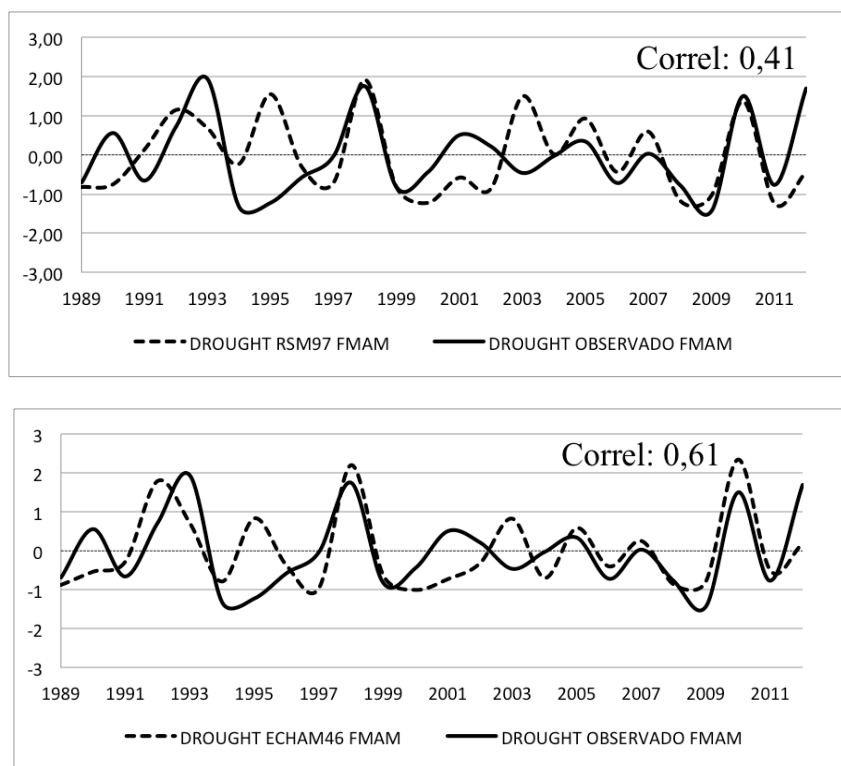 3,00
Correl: 0,41
2,00
1,00
0,00
-1,00
-2,00
-3,00
1989 1991 1993 1995 1997 1999 2001 2003 2005 2007 2009 2011
DROUGHT RSM97 FMAM DROUGHT OBSERVADO FMAM
3
Correl: 0,61
2
1
0
-1
-2
-3
1989 1991 1993 1995 1997 1999 2001 2003 2005 2007 2009 2011
DROUGHT ECHAM46 FMAM DROUGHT OBSERVADO FMAM